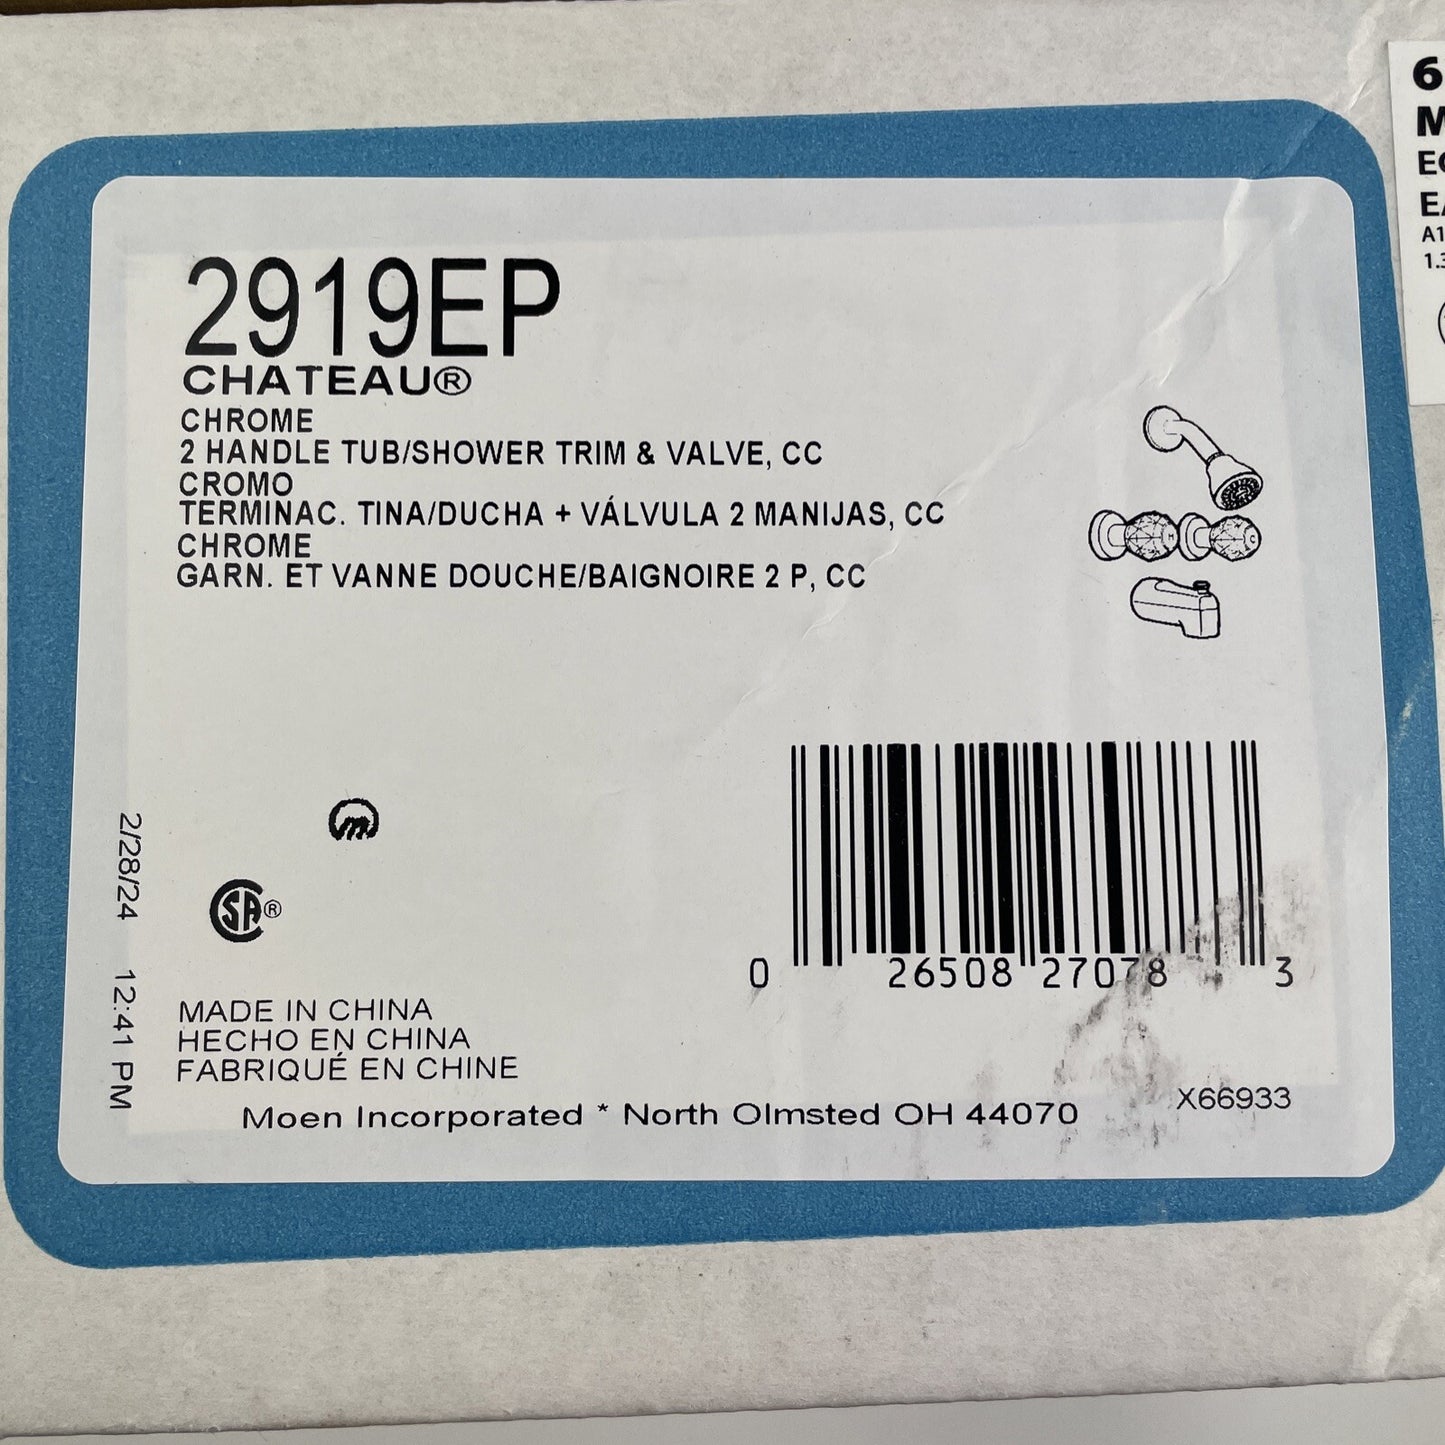 2919EP
CHATEAU®
CHROME
2 HANDLE TUB/SHOWER TRIM & VALVE, CC
CROMO
TERMINAC. TINA/DUCHA + VÁLVULA 2 MANIJAS, CC
CHROME
GARN. ET VANNE DOUCHE/BAIGNOIRE 2 P, CC
H C
2/28/24 12:41 PM
SA®
0 26508 27078 3
MADE IN CHINA
HECHO EN CHINA
FABRIQUÉ EN CHINE
Moen Incorporated * North Olmsted OH 44070
X66933